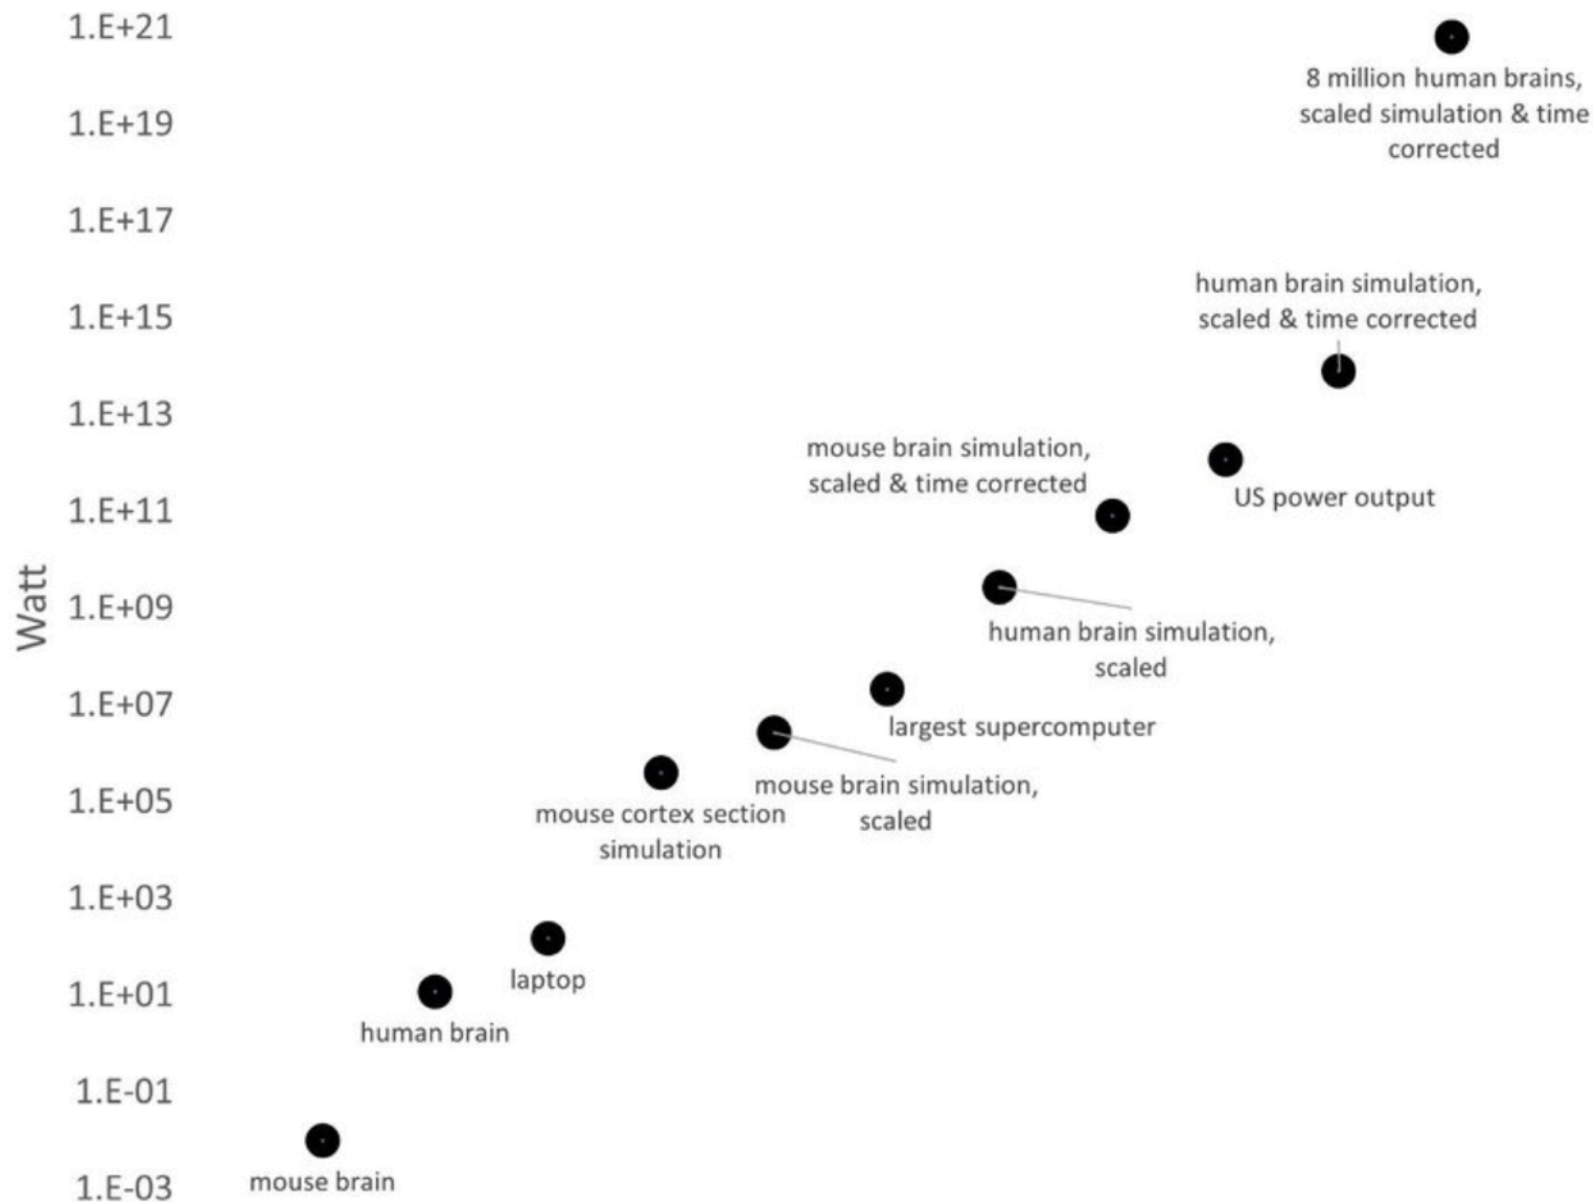 1.E+21
8 million human brains,
scaled simulation & time
corrected
1.E+19
1.E+17
human brain simulation,
scaled & time corrected
1.E+15
1.E+13
mouse brain simulation,
scaled & time corrected
US power output
1.E+11
Watt
1.E+09
human brain simulation,
scaled
1.E+07
largest supercomputer
mouse brain simulation,
scaled
1.E+05
mouse cortex section
simulation
1.E+03
laptop
1.E+01
human brain
1.E-01
mouse brain
1.E-03